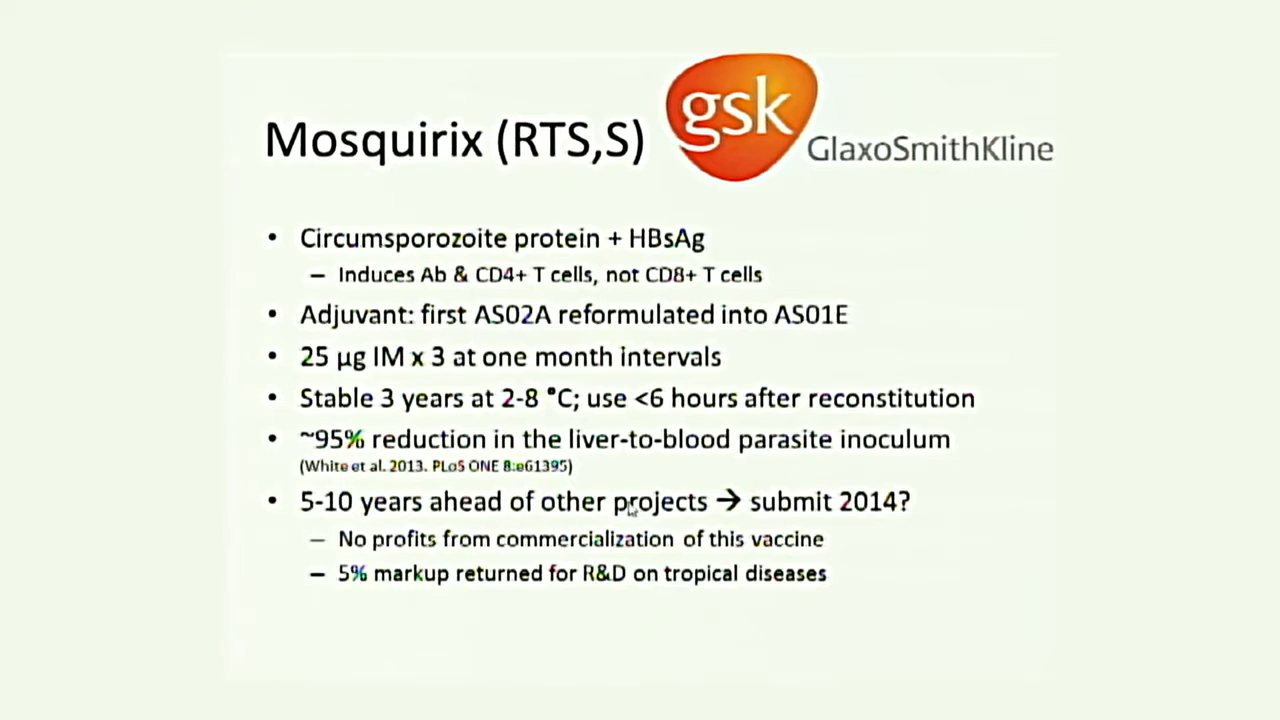 gsk
Mosquirix (RTS,S)
GlaxoSmithKline
• Circumsporozoite protein + HBsAg
– Induces Ab & CD4+ T cells, not CD8+ T cells
• Adjuvant: first AS02A reformulated into AS01E
• 25 µg IM x 3 at one month intervals
• Stable 3 years at 2-8 °C; use <6 hours after reconstitution
• ~95% reduction in the liver-to-blood parasite inoculum
(White et al. 2013. PLoS ONE 8:e61395)
• 5-10 years ahead of other projects → submit 2014?
– No profits from commercialization of this vaccine
– 5% markup returned for R&D on tropical diseases